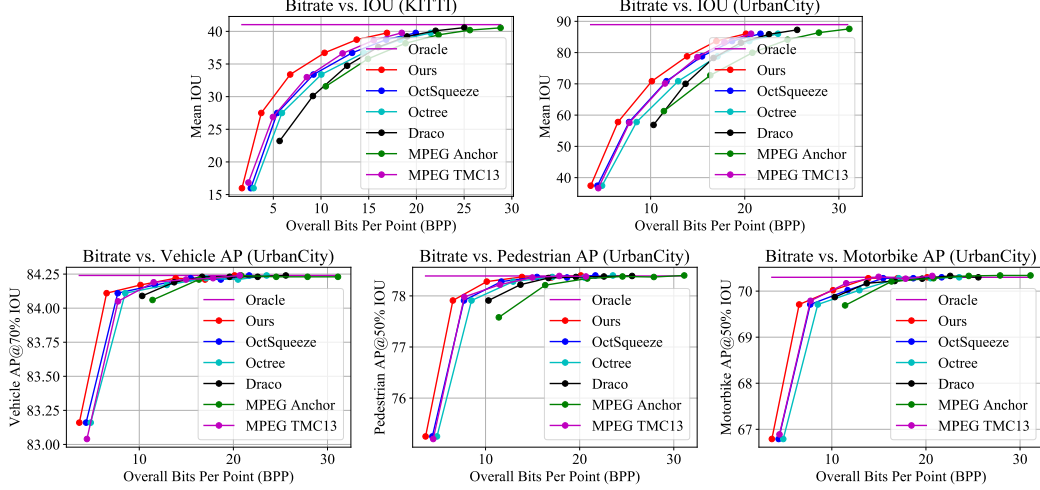 Bitrate vs. IOU (KITTI)
Mean IOU
40
35
30
25
20
15
5
10
15
20
25
30
Overall Bits Per Point (BPP)
Oracle
Ours
OctSqueeze
Octree
Draco
MPEG Anchor
MPEG TMC13
Bitrate vs. IOU (UrbanCity)
Mean IOU
90
80
70
60
50
40
10
20
30
Overall Bits Per Point (BPP)
Oracle
Ours
OctSqueeze
Octree
Draco
MPEG Anchor
MPEG TMC13
Bitrate vs. Vehicle AP (UrbanCity)
Vehicle AP@70% IOU
84.25
84.00
83.75
83.50
83.25
83.00
10
20
30
Overall Bits Per Point (BPP)
Oracle
Ours
OctSqueeze
Octree
Draco
MPEG Anchor
MPEG TMC13
Bitrate vs. Pedestrian AP (UrbanCity)
Pedestrian AP@50% IOU
78
77
76
10
20
30
Overall Bits Per Point (BPP)
Oracle
Ours
OctSqueeze
Octree
Draco
MPEG Anchor
MPEG TMC13
Bitrate vs. Motorbike AP (UrbanCity)
Motorbike AP@50% IOU
70
69
68
67
10
20
30
Overall Bits Per Point (BPP)
Oracle
Ours
OctSqueeze
Octree
Draco
MPEG Anchor
MPEG TMC13